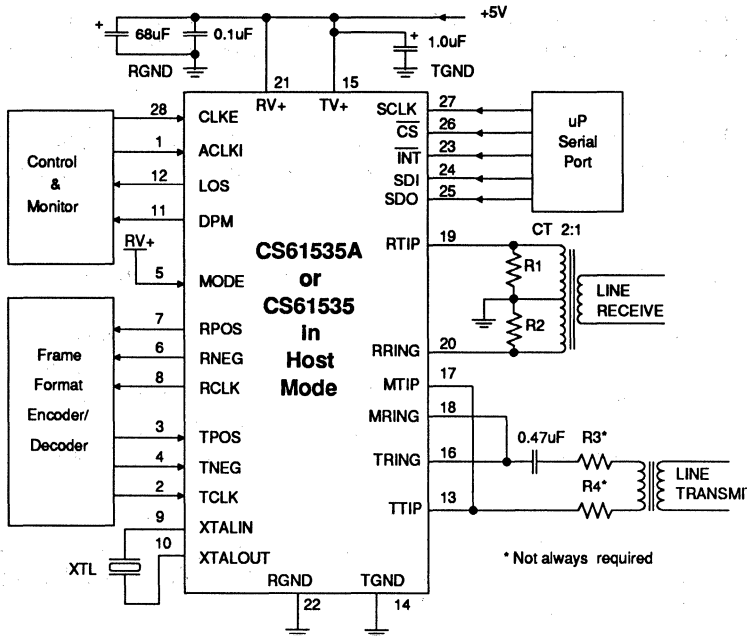 +5V
+
68uF
0.1uF
+
1.0uF
RGND
TGND
21
15
RV+
TV+
28
CLKE
1
ACLKI
12
LOS
11
DPM
Control
&
Monitor
RV+
5
MODE
7
RPOS
6
RNEG
8
RCLK
Frame
Format
Encoder/
Decoder
3
TPOS
4
TNEG
2
TCLK
9
XTALIN
10
XTALOUT
XTL
CS61535A
or
CS61535
in
Host
Mode
SCLK
27
CS
26
INT
23
SDI
24
SDO
25
uP
Serial
Port
RTIP
19
CT 2:1
R1
R2
LINE
RECEIVE
RRING
20
MTIP
17
MRING
18
TRING
16
0.47uF
R3*
R4*
LINE
TRANSMI
TTIP
13
* Not always required
RGND
TGND
22
14